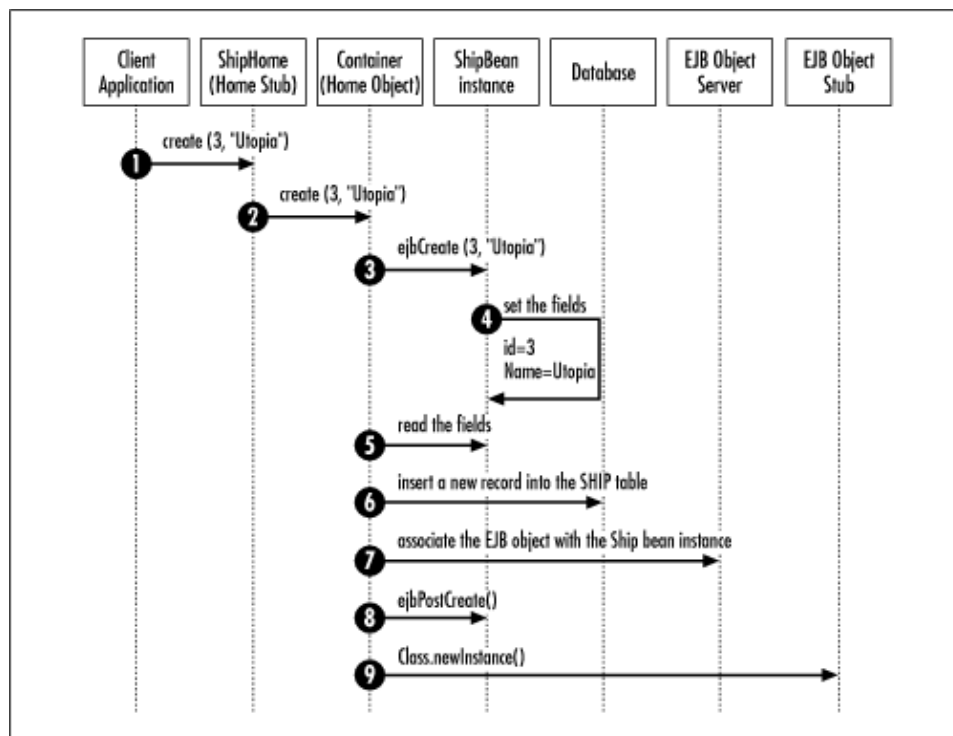 Client
Application
ShipHome
(Home Stub)
Container
(Home Object)
ShipBean
instance
Database
EJB Object
Server
EJB Object
Stub
create (3, "Utopia")
1
create (3, "Utopia")
2
ejbCreate (3, "Utopia")
3
set the fields
4
id=3
Name=Utopia
read the fields
5
insert a new record into the SHIP table
6
associate the EJB object with the Ship bean instance
7
ejbPostCreate()
8
Class.newInstance()
9